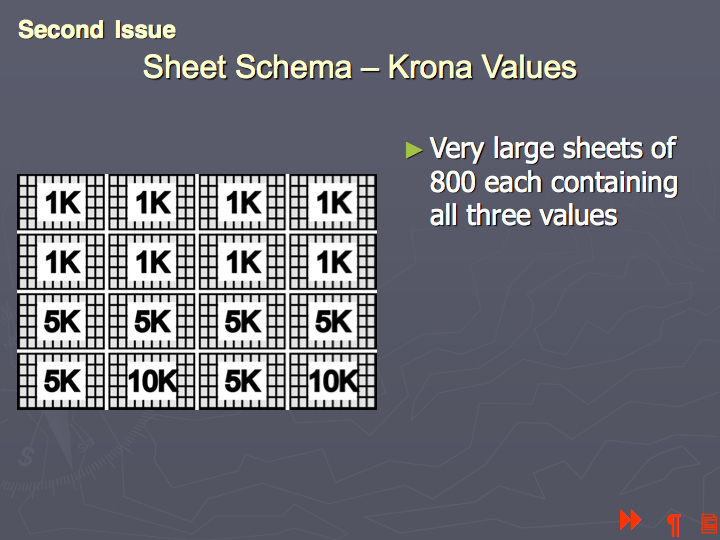 Second Issue
Sheet Schema – Krona Values
► Very large sheets of
800 each containing
all three values
1K 1K 1K 1K
1K 1K 1K 1K
5K 5K 5K 5K
5K 10K 5K 10K
S
¶